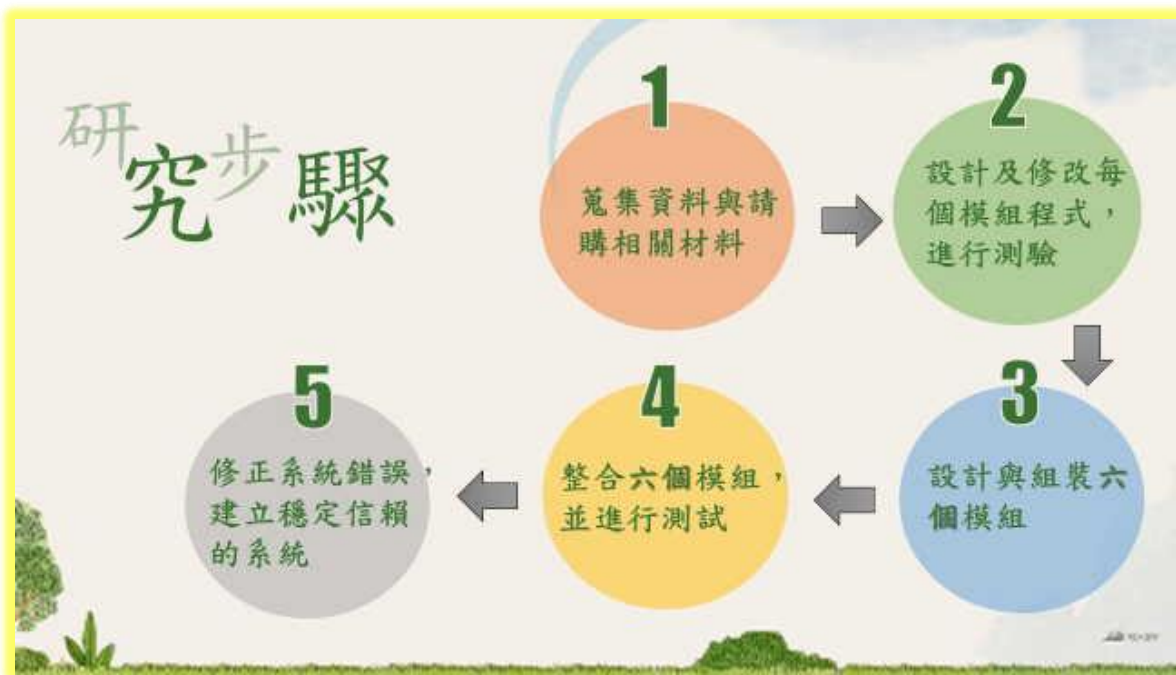 研究步驟
1
蒐集資料與請
購相關材料
2
設計及修改每
個模組程式，
進行測驗
3
設計與組裝六
個模組
4
整合六個模組，
並進行測試
5
修正系統錯誤，
建立穩定信賴
的系統